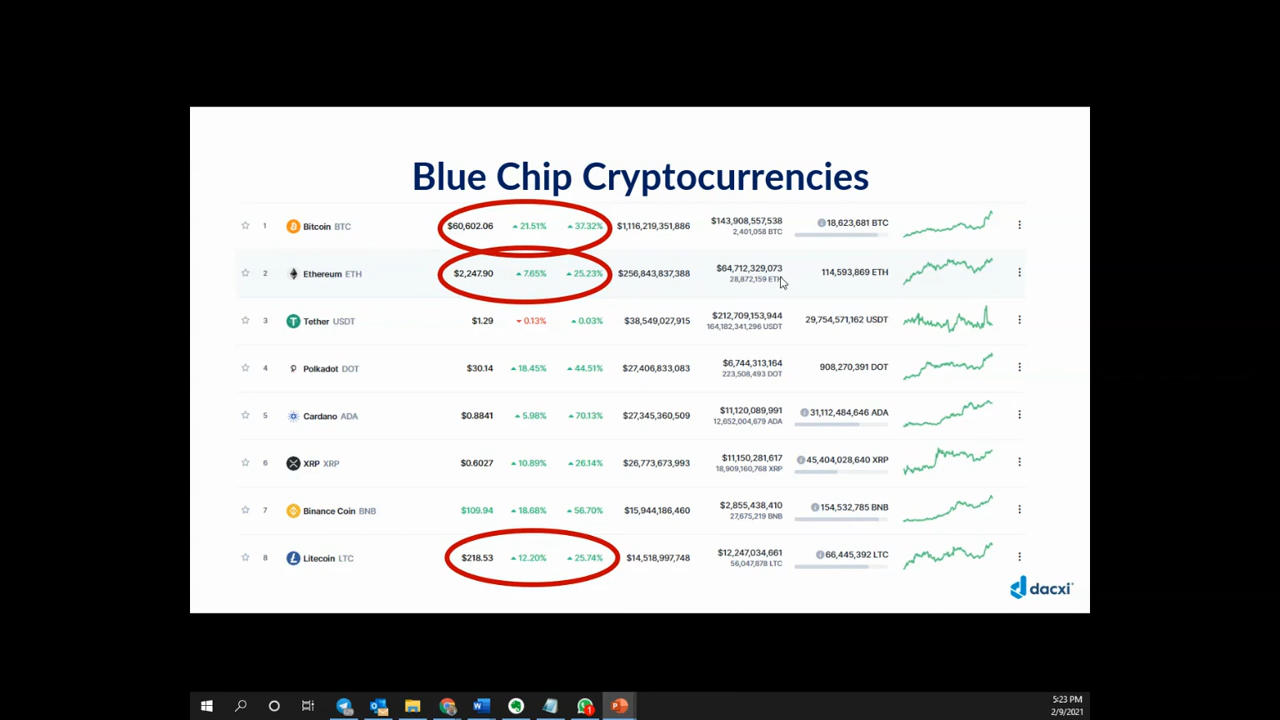 Blue Chip Cryptocurrencies
1 Bitcoin BTC $60,602.06 21.51% 37.32% $1,116,219,351,886 $143,908,557,538 18,623,681 BTC
2,401,058 BTC
2 Ethereum ETH $2,247.90 7.65% 25.23% $256,843,837,388 $64,712,329,073 114,593,869 ETH
28,872,159 ETH
3 Tether USDT $1.29 0.13% 0.03% $38,549,027,915 $212,709,153,944 29,754,571,162 USDT
164,182,341,296 USDT
4 Polkadot DOT $30.14 18.45% 44.51% $27,406,833,083 $6,744,313,164 908,270,391 DOT
223,508,493 DOT
5 Cardano ADA $0.8841 5.98% 70.13% $27,345,360,509 $11,120,089,991 31,112,484,646 ADA
12,652,004,679 ADA
6 XRP XRP $0.6027 10.89% 26.14% $26,773,673,993 $11,150,281,617 45,404,028,640 XRP
18,909,160,768 XRP
7 Binance Coin BNB $109.94 18.68% 56.70% $15,944,186,460 $2,855,438,410 154,532,785 BNB
27,675,219 BNB
8 Litecoin LTC $218.53 12.20% 25.74% $14,518,997,748 $12,247,034,661 66,445,392 LTC
56,047,878 LTC
dacxi
5:23 PM
2/9/2021